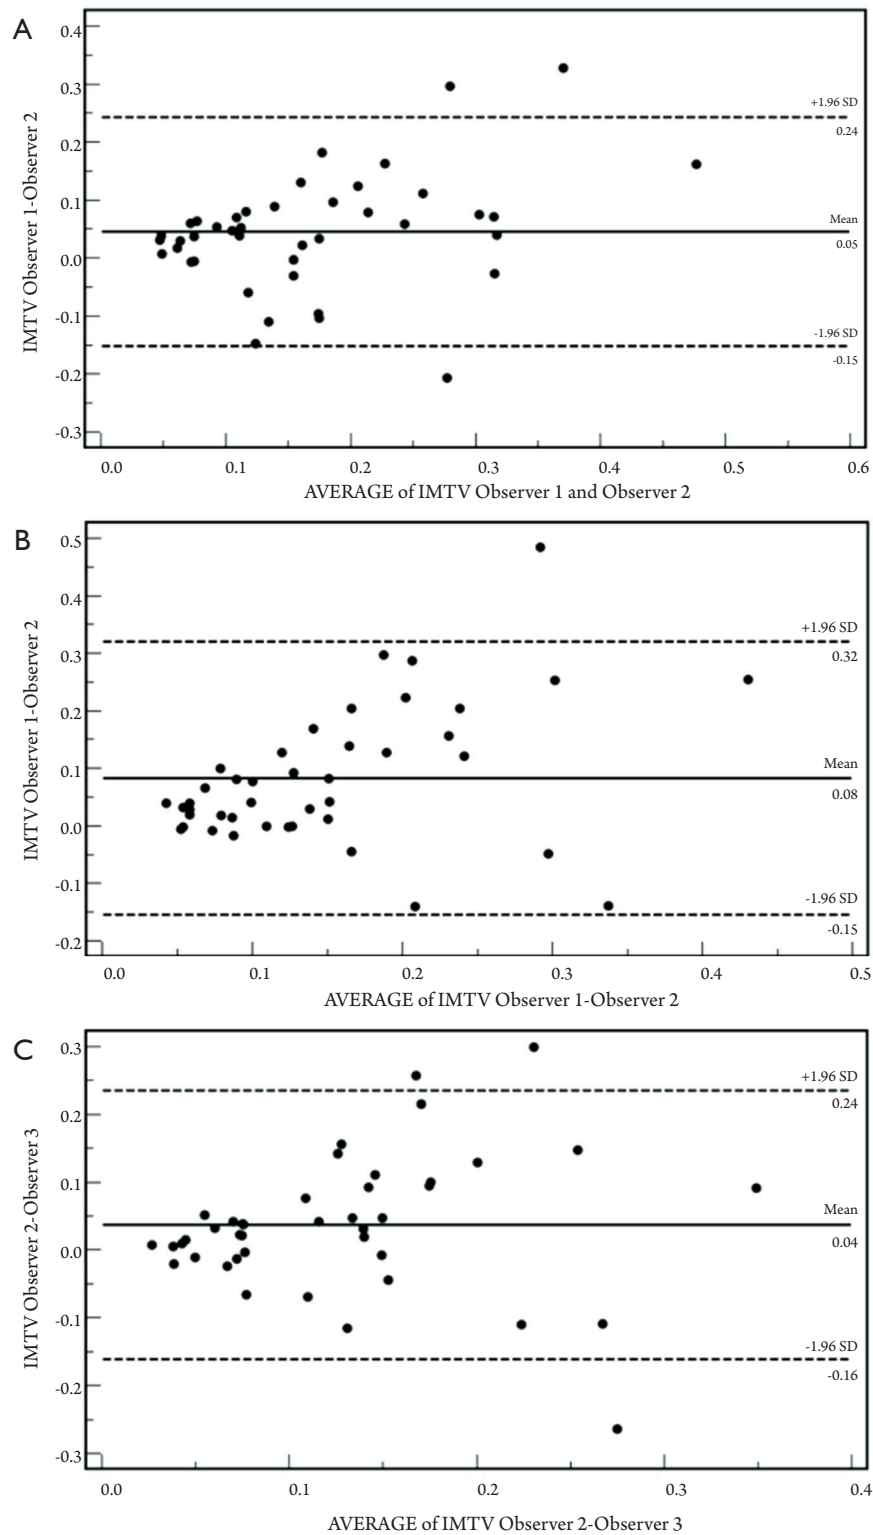 A
IMTV Observer 1-Observer 2
0.4
0.3
0.2
0.1
0.0
-0.1
-0.2
-0.3
+1.96 SD
0.24
Mean
0.05
-1.96 SD
-0.15
0.0 0.1 0.2 0.3 0.4 0.5 0.6
AVERAGE of IMTV Observer 1 and Observer 2
B
IMTV Observer 1-Observer 2
0.5
0.4
0.3
0.2
0.1
0.0
-0.1
-0.2
+1.96 SD
0.32
Mean
0.08
-1.96 SD
-0.15
0.0 0.1 0.2 0.3 0.4 0.5
AVERAGE of IMTV Observer 1-Observer 2
C
IMTV Observer 2-Observer 3
0.3
0.2
0.1
0.0
-0.1
-0.2
-0.3
+1.96 SD
0.24
Mean
0.04
-1.96 SD
-0.16
0.0 0.1 0.2 0.3 0.4
AVERAGE of IMTV Observer 2-Observer 3